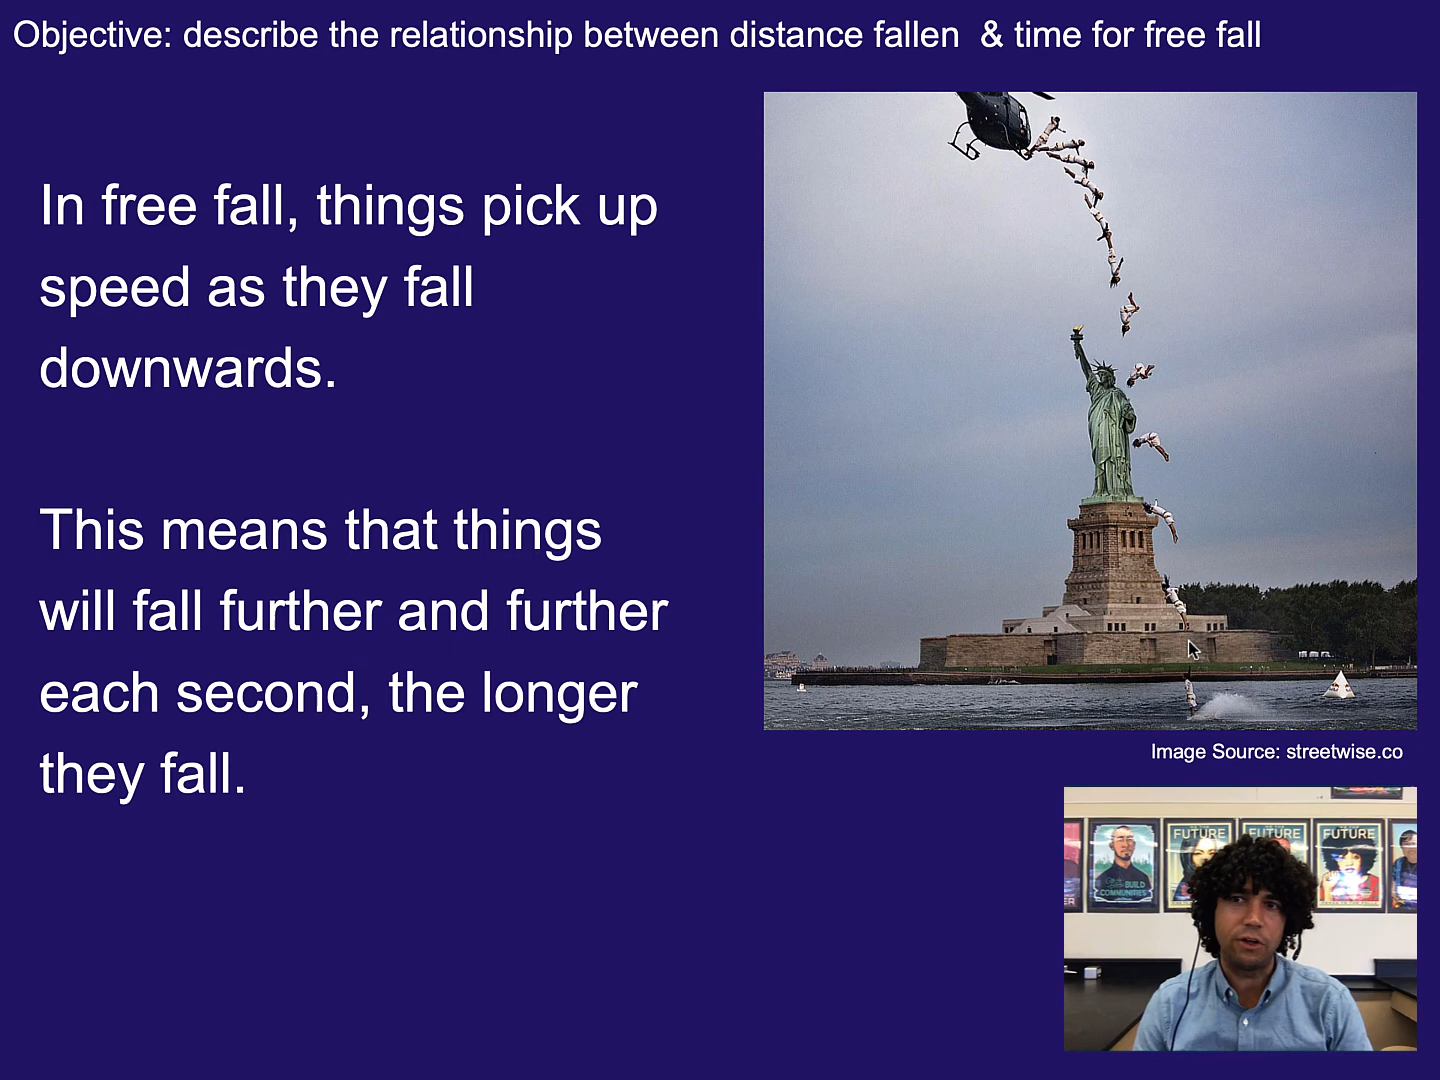 Objective: describe the relationship between distance fallen  & time for free fall
In free fall, things pick up
speed as they fall
downwards.
This means that things
will fall further and further
each second, the longer
they fall.
Image Source: streetwise.co
FUTURE
FUTURE
FUTURE
BUILD
COMMUNITIES